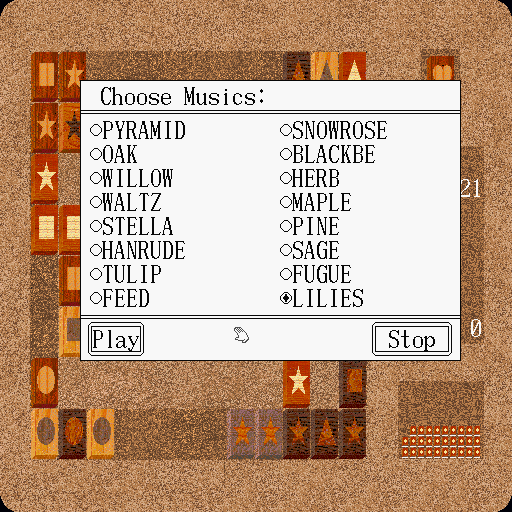 Choose Musics:
PYRAMID SNOWROSE
OAK BLACKBE
WILLOW HERB
WALTZ MAPLE
21
STELLA PINE
HANRUDE SAGE
TULIP FUGUE
FEED LILIES
0
Play Stop